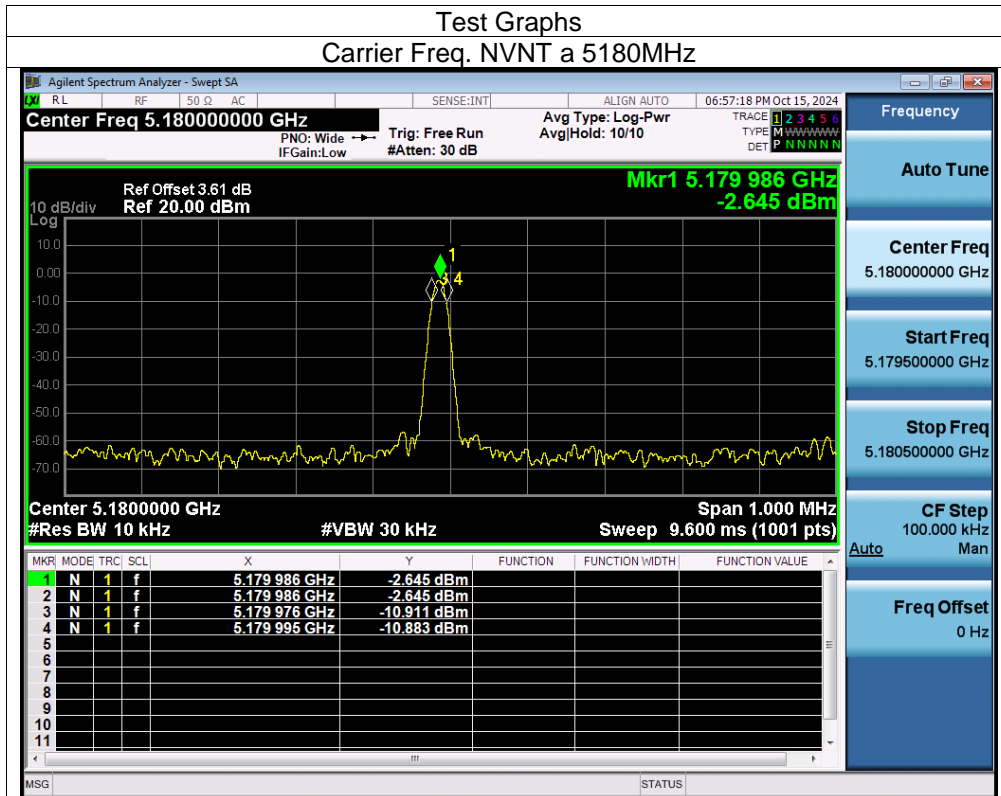 Test Graphs
Carrier Freq. NVNT a 5180MHz
Agilent Spectrum Analyzer - Swept SA
LXI RL RF 50 Ω AC SENSE:INT ALIGN AUTO 06:57:18 PM Oct 15, 2024
Center Freq 5.180000000 GHz
PNO: Wide
IFGain:Low
Trig: Free Run
#Atten: 30 dB
Avg Type: Log-Pwr
Avg|Hold: 10/10
TRACE 1 2 3 4 5 6
TYPE M WWWWW
DET P N N N N N
Frequency
Auto Tune
Center Freq
5.180000000 GHz
Start Freq
5.179500000 GHz
Stop Freq
5.180500000 GHz
CF Step
100.000 kHz
Auto Man
Freq Offset
0 Hz
Mkr1 5.179 986 GHz
-2.645 dBm
Ref Offset 3.61 dB
10 dB/div Ref 20.00 dBm
Log
10.0
0.00
-10.0
-20.0
-30.0
-40.0
-50.0
-60.0
-70.0
1
3 4
Center 5.1800000 GHz Span 1.000 MHz
#Res BW 10 kHz #VBW 30 kHz Sweep 9.600 ms (1001 pts)
MKR MODE TRC SCL X Y FUNCTION FUNCTION WIDTH FUNCTION VALUE
1 N 1 f 5.179 986 GHz -2.645 dBm
2 N 1 f 5.179 986 GHz -2.645 dBm
3 N 1 f 5.179 976 GHz -10.911 dBm
4 N 1 f 5.179 995 GHz -10.883 dBm
5
6
7
8
9
10
11
MSG STATUS